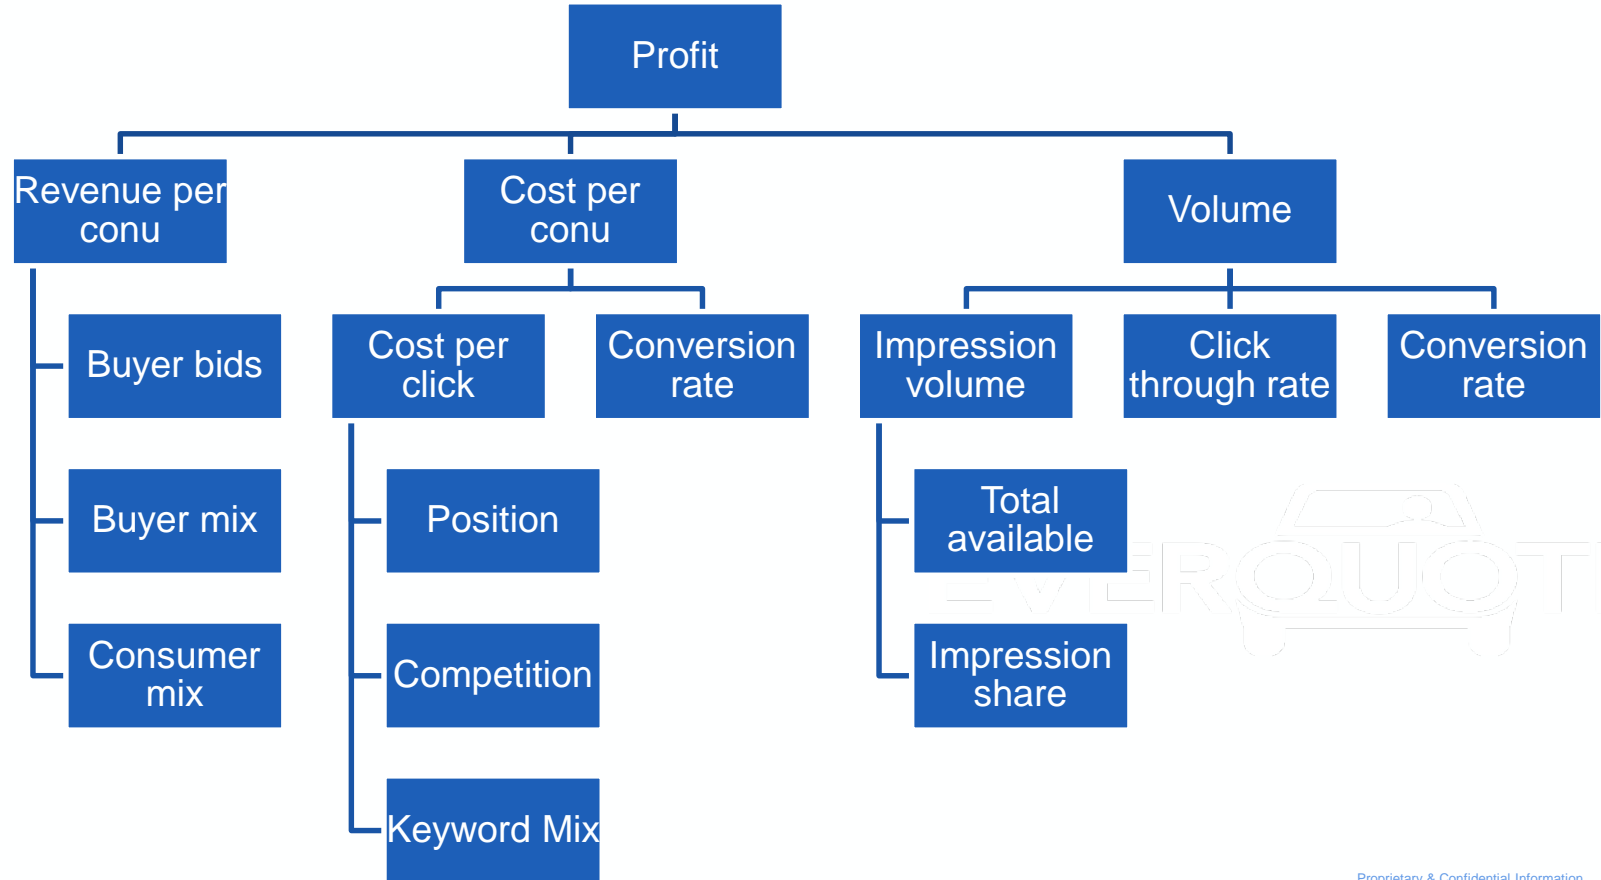 Profit
Revenue per
conu
Cost per
conu
Volume
Buyer bids
Cost per
click
Conversion
rate
Impression
volume
Click
through rate
Conversion
rate
Buyer mix
Position
Total
available
Consumer
mix
Competition
Impression
share
Keyword Mix
EVERQUOT
Proprietary & Confidential Information